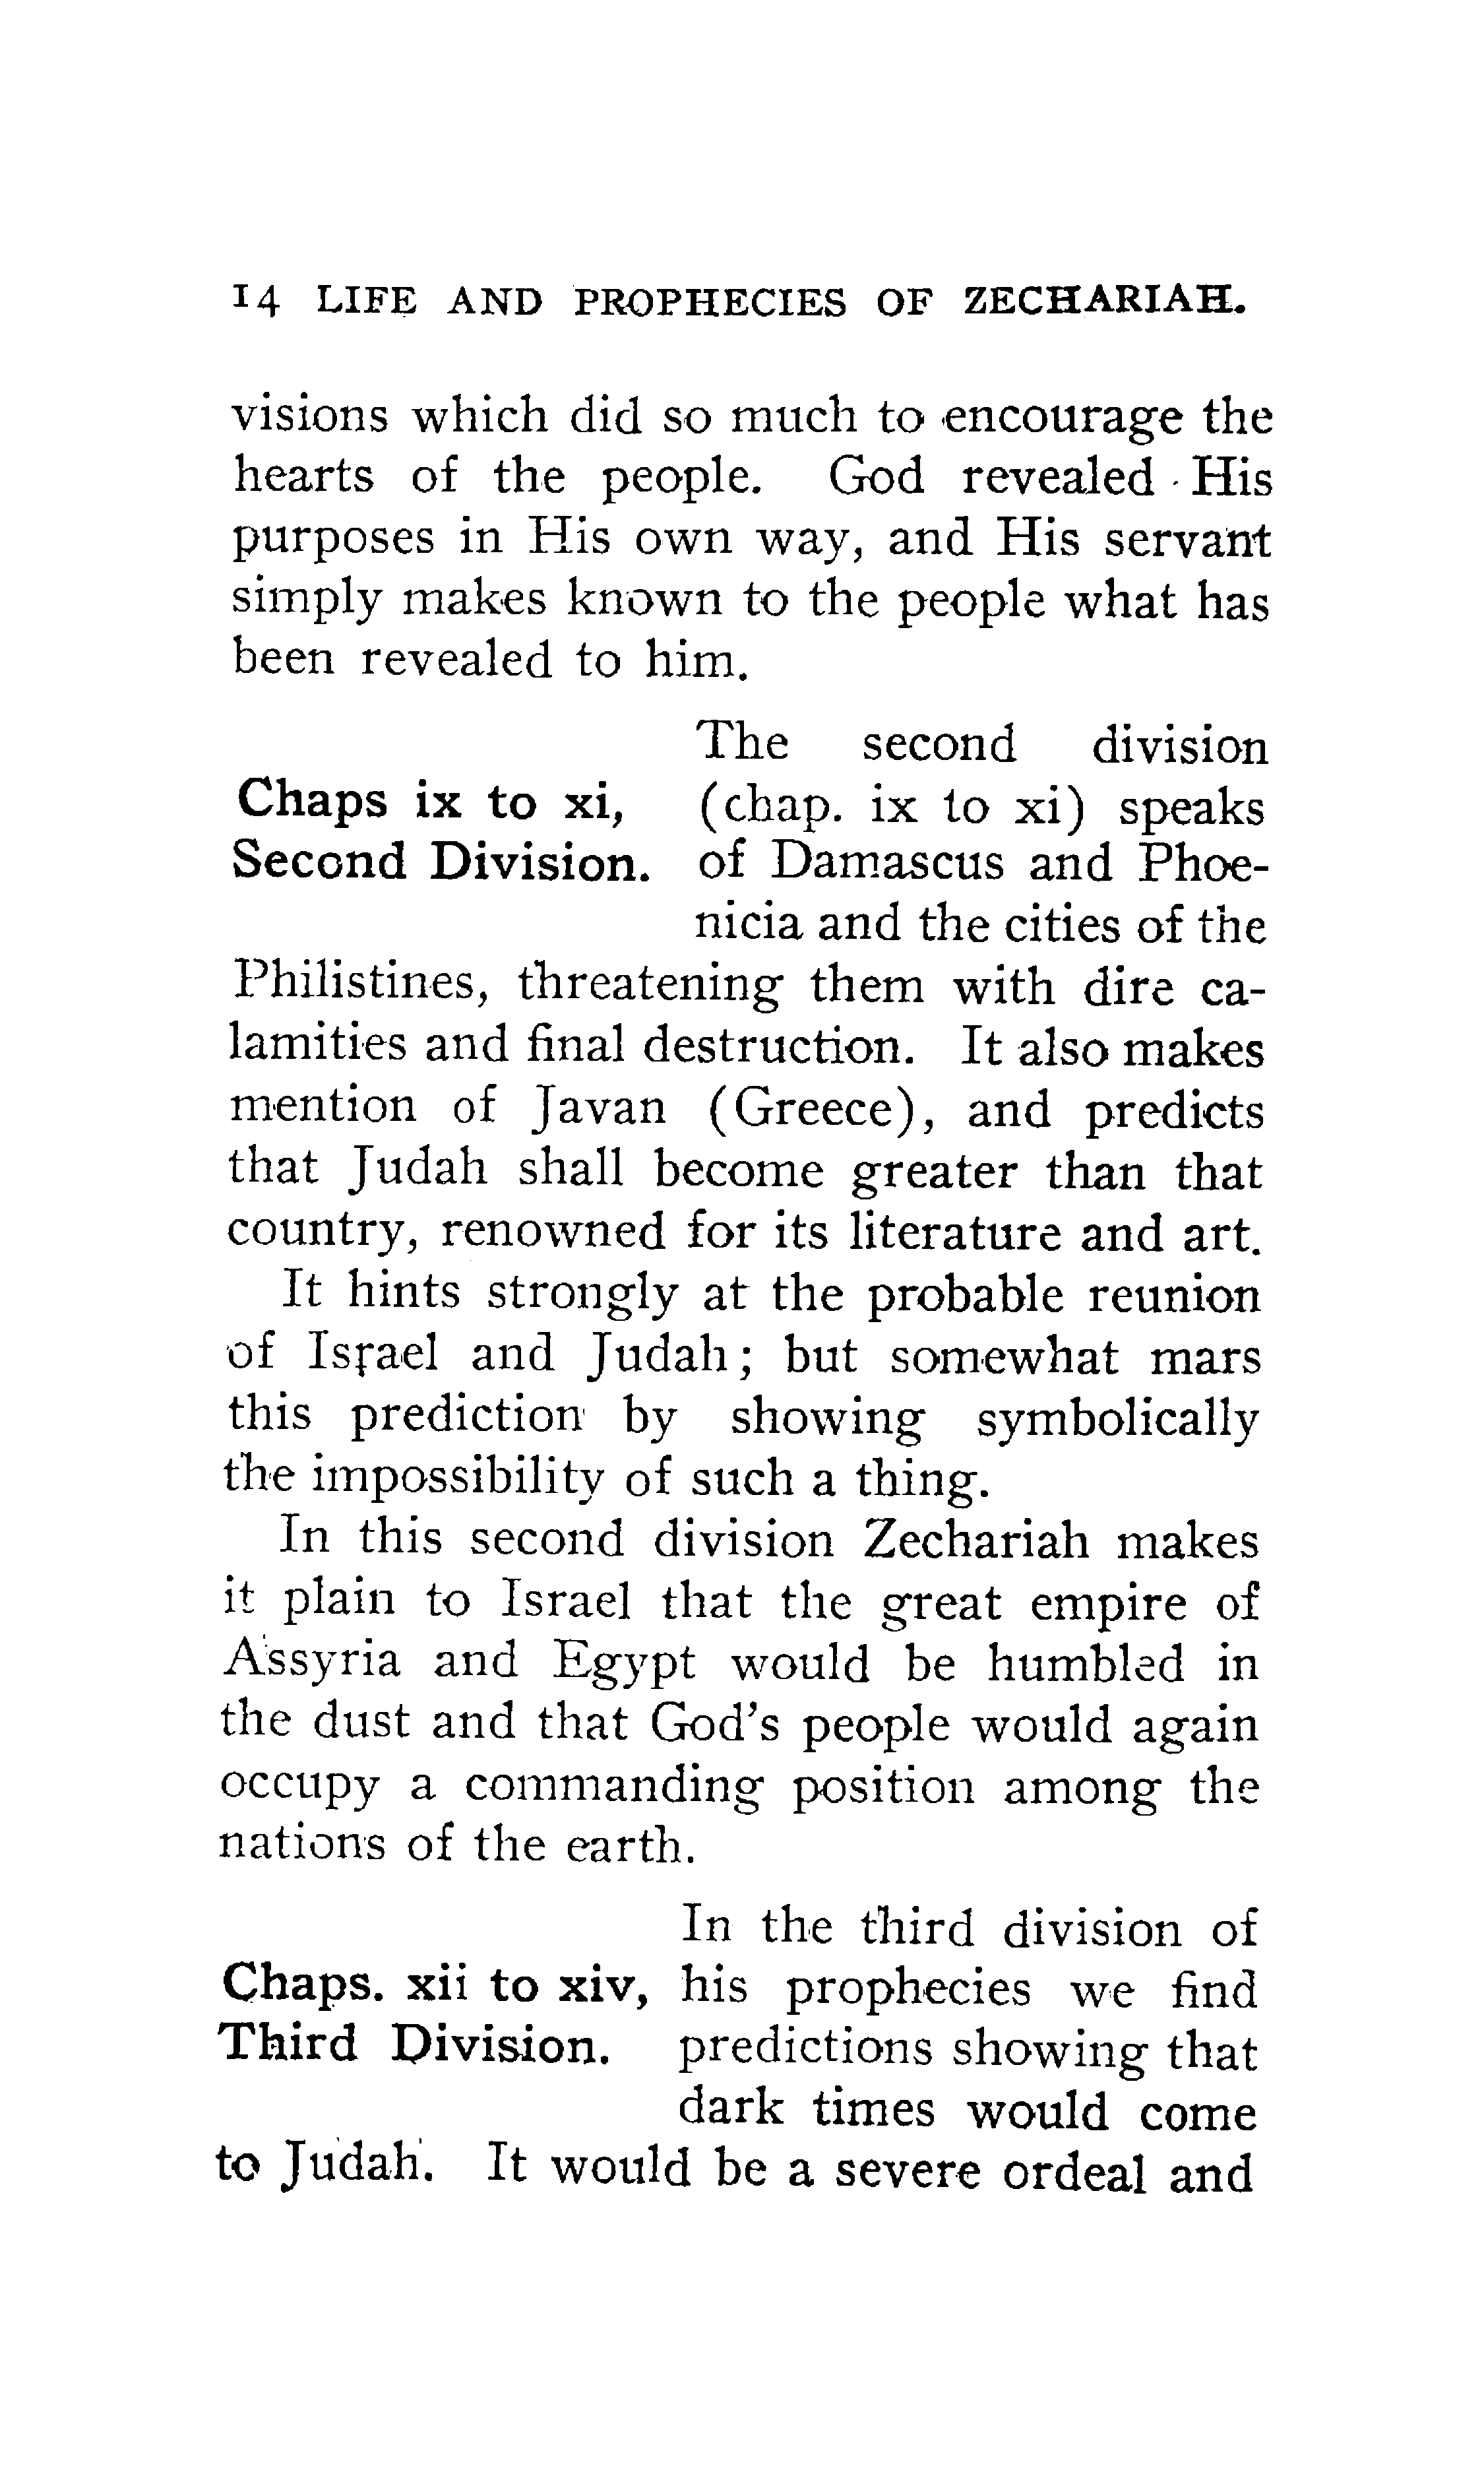 14 LIFE AND PROPHECIES OF ZECHARIAH.
visions which did so much to encourage the
hearts of the people. God revealed His
purposes in His own way, and His servant
simply makes known to the people what has
been revealed to him.
Chaps ix to xi,
Second Division.
The second division
(chap. ix to xi) speaks
of Damascus and Phoe-
nicia and the cities of the
Philistines, threatening them with dire ca-
lamities and final destruction. It also makes
mention of Javan (Greece), and predicts
that Judah shall become greater than that
country, renowned for its literature and art.
It hints strongly at the probable reunion
of Israel and Judah; but somewhat mars
this prediction by showing symbolically
the impossibility of such a thing.
In this second division Zechariah makes
it plain to Israel that the great empire of
Assyria and Egypt would be humbled in
the dust and that God's people would again
occupy a commanding position among the
nations of the earth.
Chaps. xii to xiv,
Third Division.
In the third division of
his prophecies we find
predictions showing that
dark times would come
to Judah. It would be a severe ordeal and